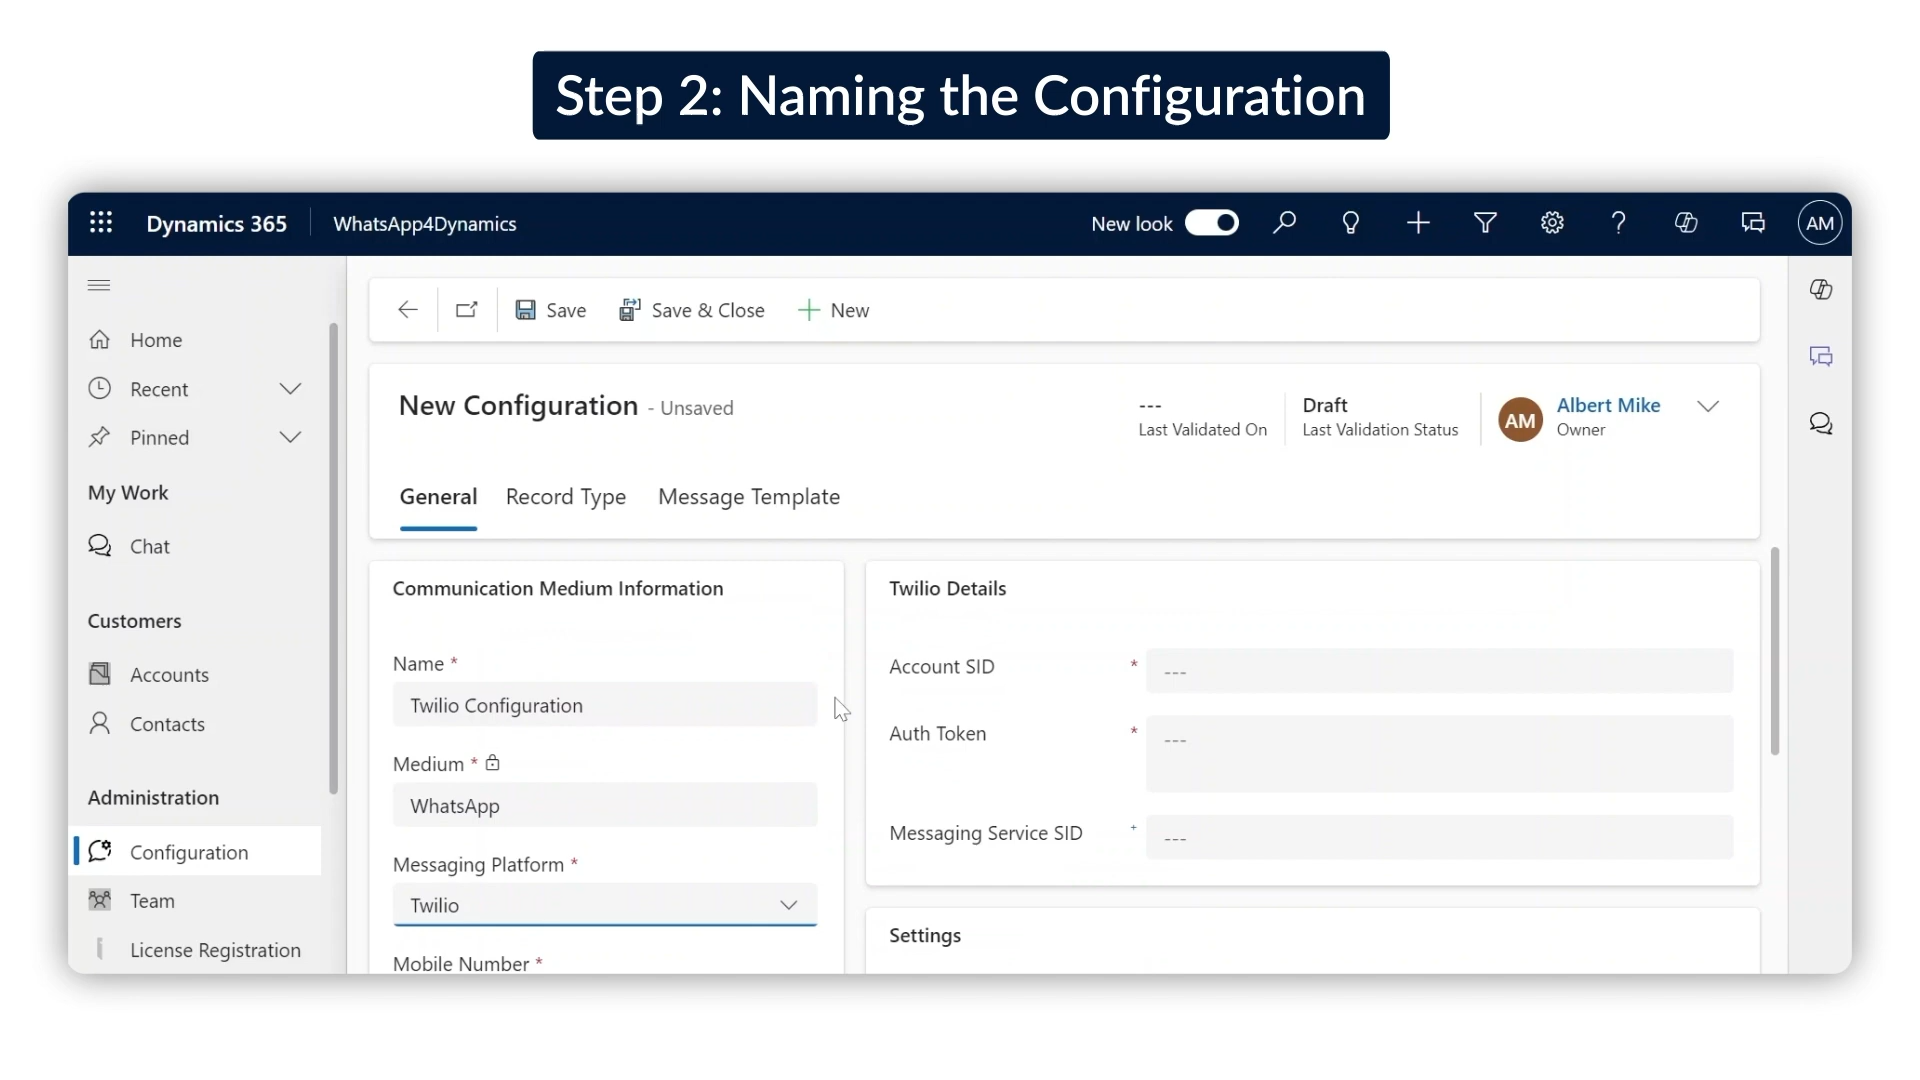 Step 2: Naming the Configuration
Dynamics 365
WhatsApp4Dynamics
New look
AM
Home
Recent
Pinned
My Work
Chat
Customers
Accounts
Contacts
Administration
Configuration
Team
License Registration
Save
Save & Close
New
New Configuration - Unsaved
---
Last Validated On
Draft
Last Validation Status
AM
Albert Mike
Owner
General
Record Type
Message Template
Communication Medium Information
Name *
Twilio Configuration
Medium *
WhatsApp
Messaging Platform *
Twilio
Mobile Number *
Twilio Details
Account SID *
---
Auth Token *
---
Messaging Service SID +
---
Settings